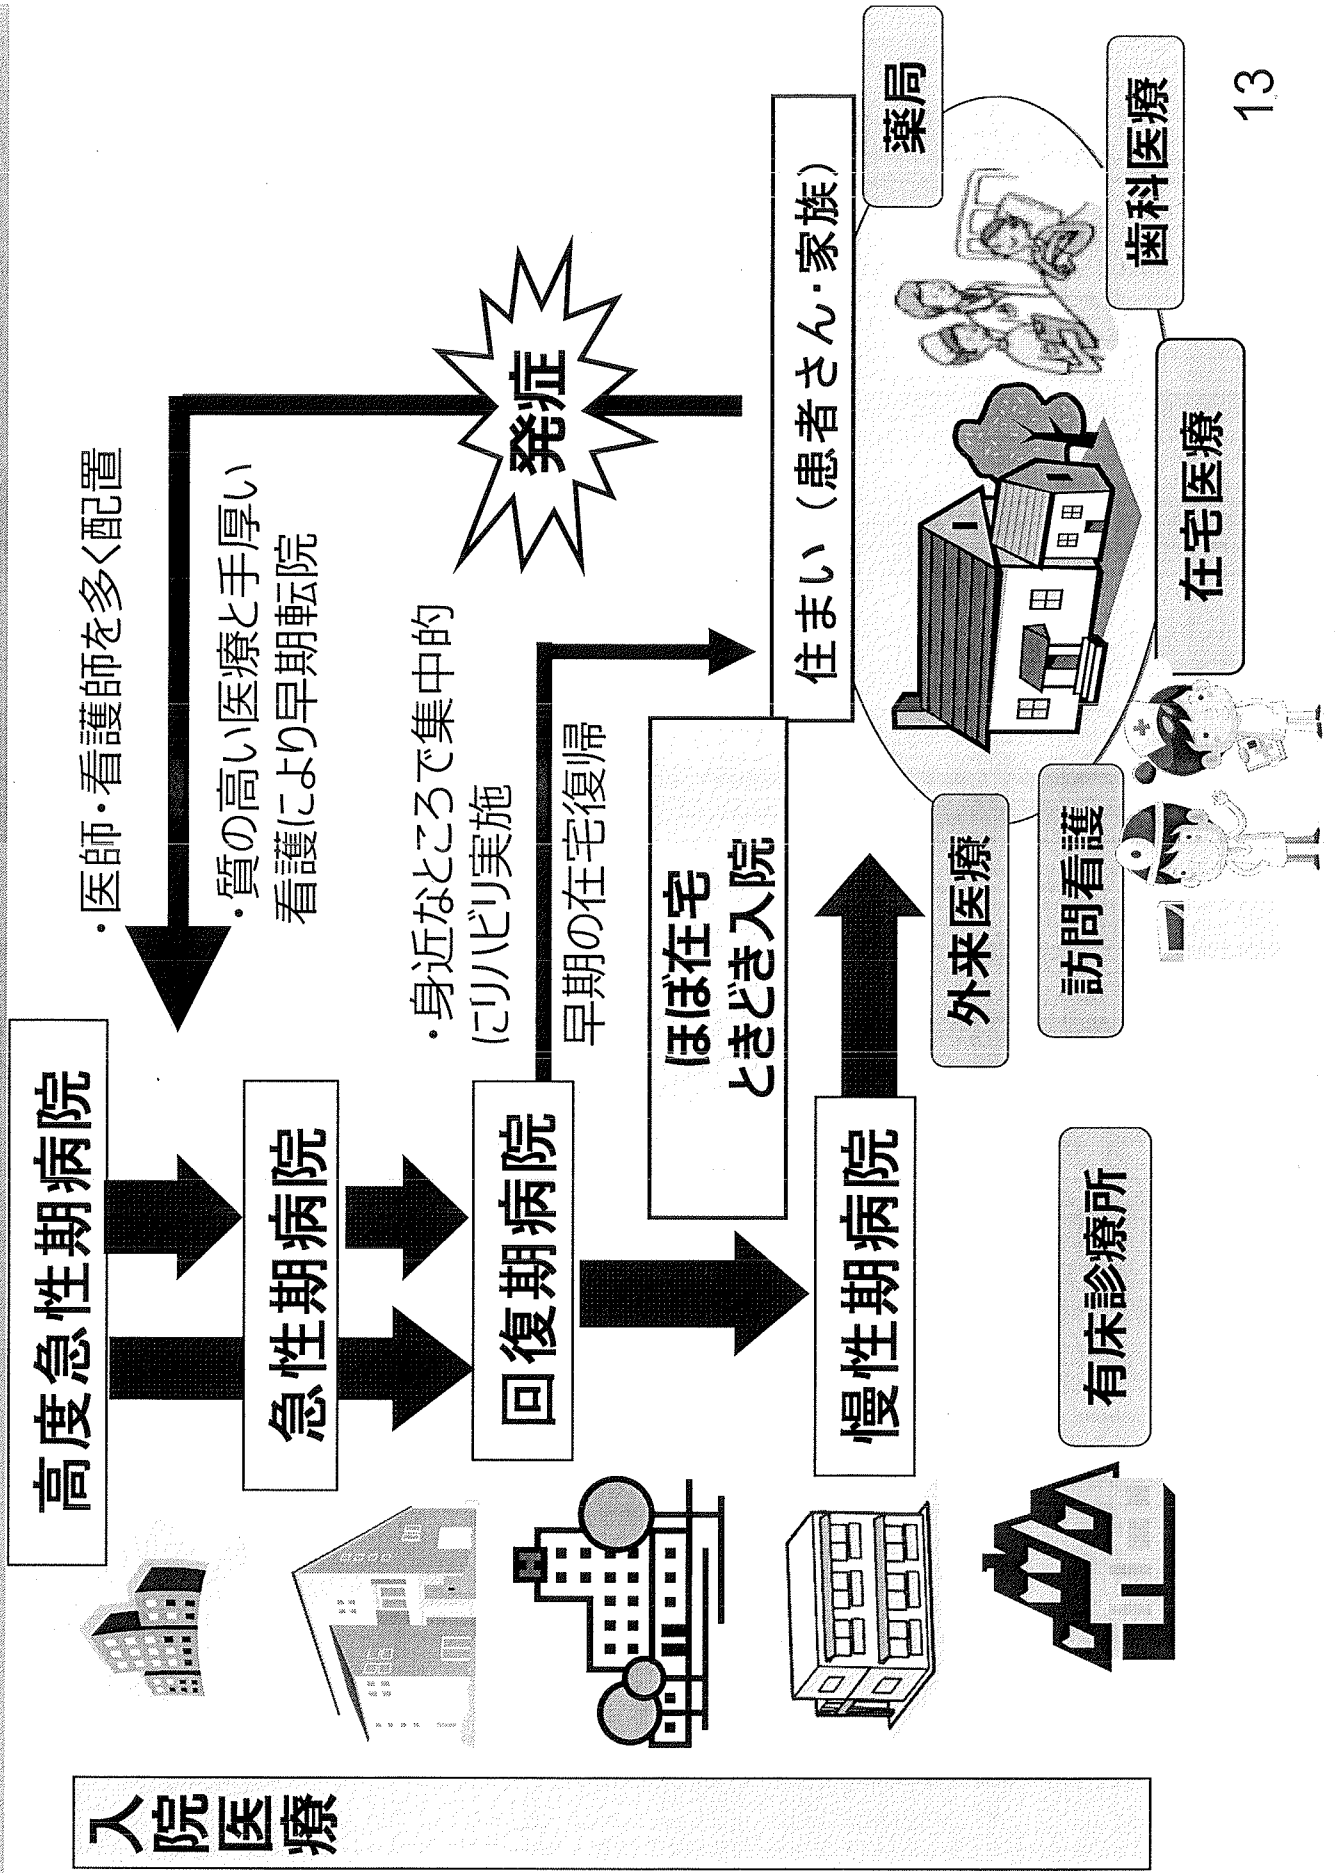 入院医療
高度急性期病院
・医師・看護師を多く配置
・質の高い医療と手厚い
看護により早期転院
急性期病院
・身近なところで集中的
にリハビリ実施
発症
回復期病院
早期の在宅復帰
ほぼ在宅
ときどき入院
住まい（患者さん・家族）
慢性期病院
薬局
外来医療
訪問看護
在宅医療
歯科医療
有床診療所
H
13